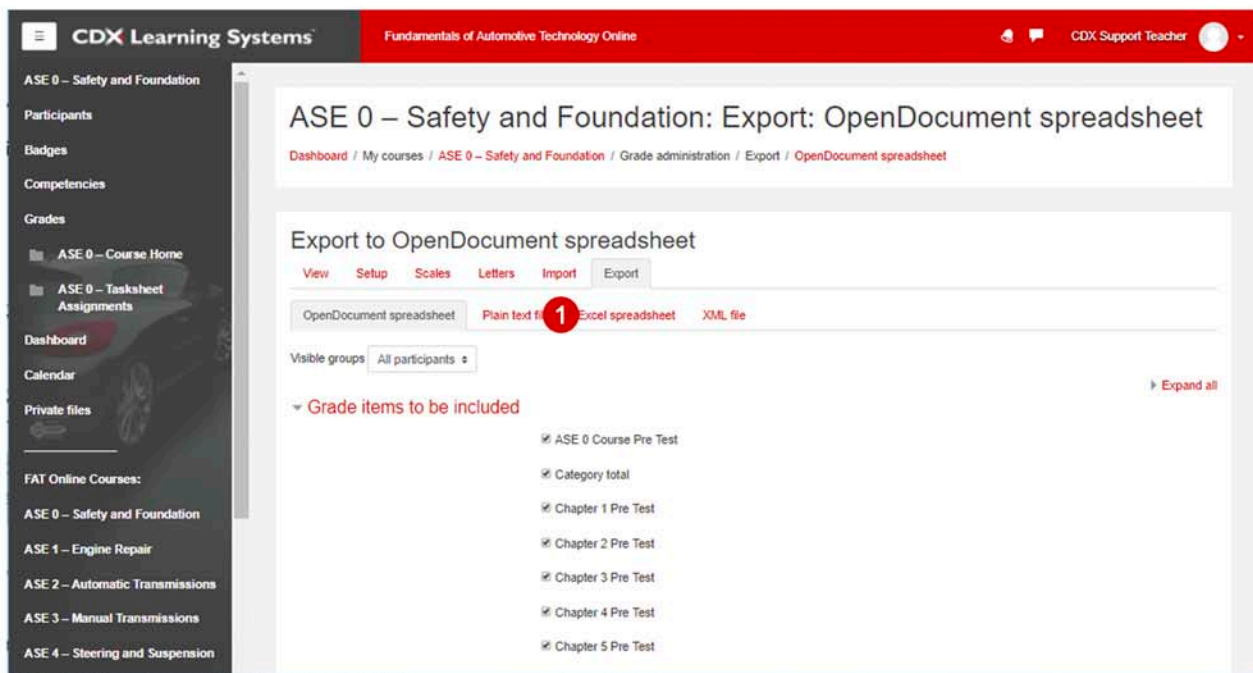 CDX Learning Systems
Fundamentals of Automotive Technology Online
CDX Support Teacher
ASE 0 – Safety and Foundation
Participants
Badges
Competencies
Grades
ASE 0 – Course Home
ASE 0 – Tasksheet
Assignments
Dashboard
Calendar
Private files
FAT Online Courses:
ASE 0 – Safety and Foundation
ASE 1 – Engine Repair
ASE 2 – Automatic Transmissions
ASE 3 – Manual Transmissions
ASE 4 – Steering and Suspension
ASE 0 – Safety and Foundation: Export: OpenDocument spreadsheet
Dashboard / My courses / ASE 0 – Safety and Foundation / Grade administration / Export / OpenDocument spreadsheet
Export to OpenDocument spreadsheet
View Setup Scales Letters Import Export
OpenDocument spreadsheet Plain text 1 Excel spreadsheet XML file
Visible groups All participants
Expand all
Grade items to be included
ASE 0 Course Pre Test
Category total
Chapter 1 Pre Test
Chapter 2 Pre Test
Chapter 3 Pre Test
Chapter 4 Pre Test
Chapter 5 Pre Test